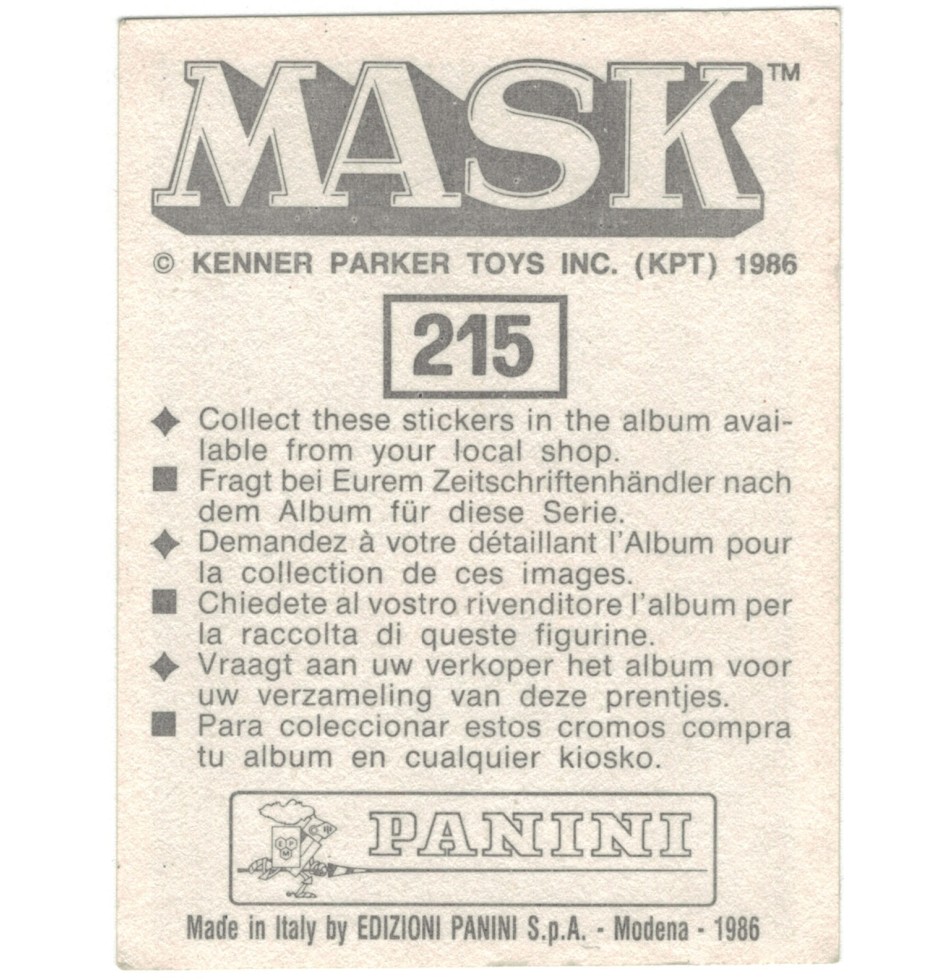 MASK™
© KENNER PARKER TOYS INC. (KPT) 1986
215
Collect these stickers in the album avai-
lable from your local shop.
Fragt bei Eurem Zeitschriftenhändler nach
dem Album für diese Serie.
Demandez à votre détaillant l'Album pour
la collection de ces images.
Chiedete al vostro rivenditore l'album per
la raccolta di queste figurine.
Vraagt aan uw verkoper het album voor
uw verzameling van deze prentjes.
Para coleccionar estos cromos compra
tu album en cualquier kiosko.
PANINI
Made in Italy by EDIZIONI PANINI S.p.A. - Modena - 1986